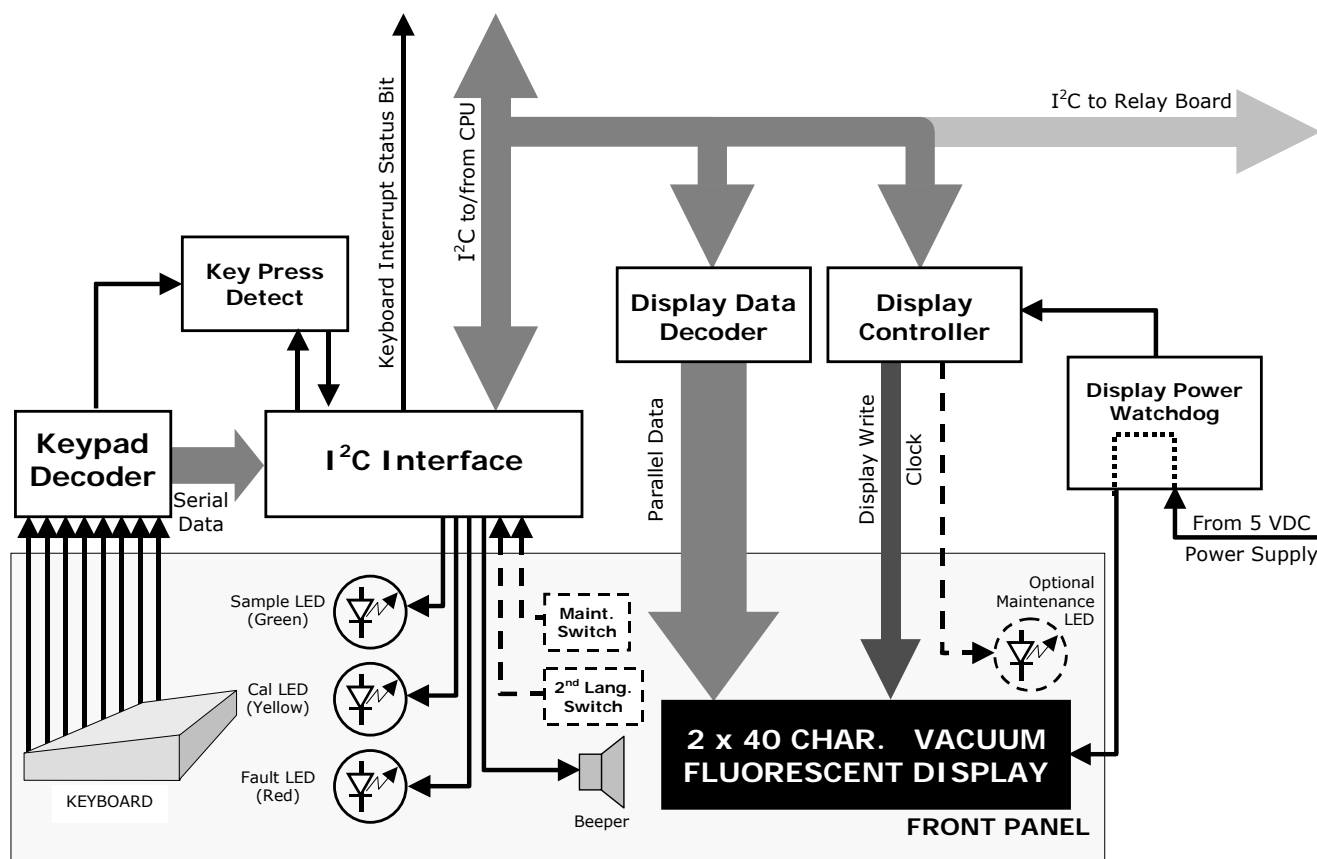 Keyboard Interrupt Status Bit
I²C to/from CPU
I²C to Relay Board
Key Press
Detect
Display Data
Decoder
Display
Controller
Display Power
Watchdog
Keypad
Decoder
I²C Interface
Serial
Data
Parallel Data
Display Write
Clock
From 5 VDC
Power Supply
Sample LED
(Green)
Maint.
Switch
Optional
Maintenance
LED
Cal LED
(Yellow)
2nd Lang.
Switch
2 x 40 CHAR. VACUUM
FLUORESCENT DISPLAY
Fault LED
(Red)
KEYBOARD
Beeper
FRONT PANEL